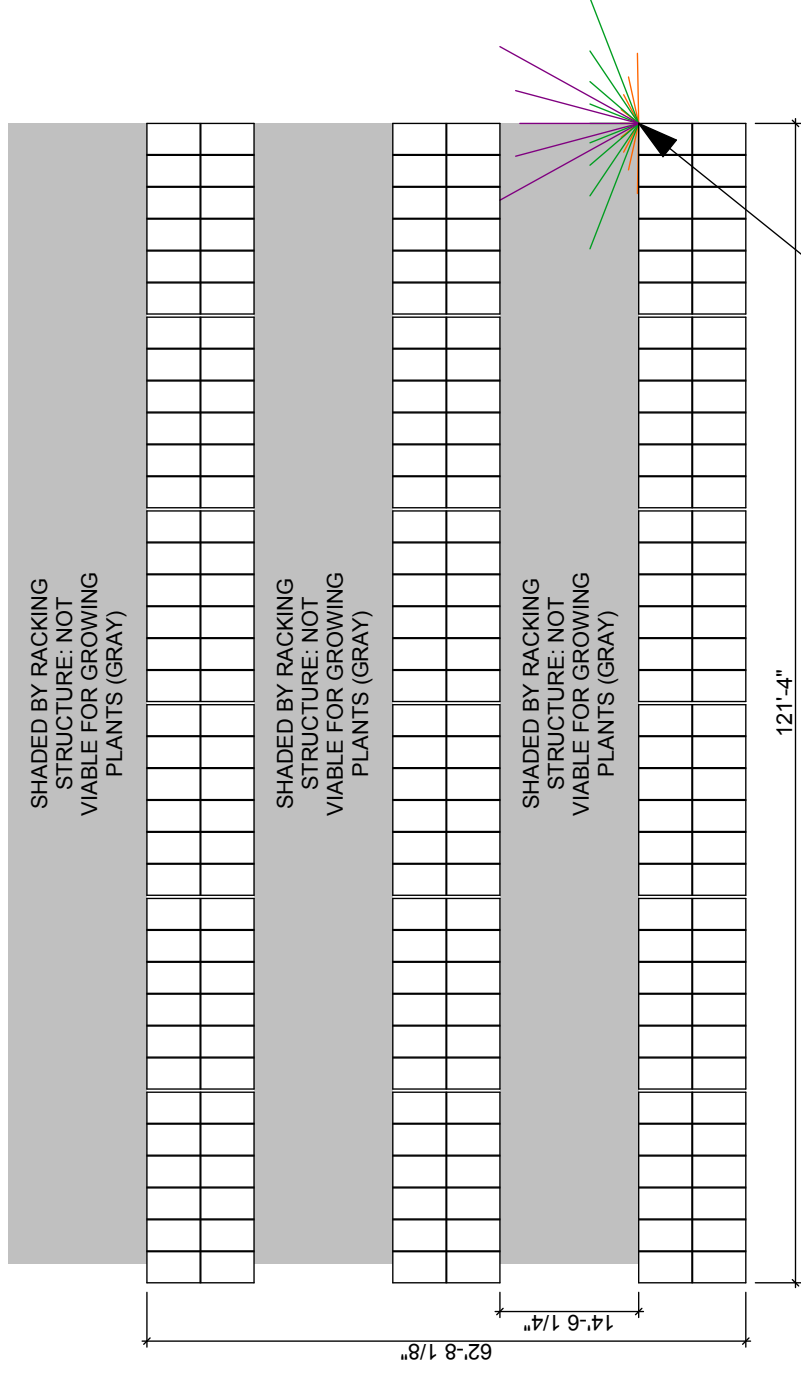 SHADED BY RACKING
STRUCTURE: NOT
VIABLE FOR GROWING
PLANTS (GRAY)
SHADED BY RACKING
STRUCTURE: NOT
VIABLE FOR GROWING
PLANTS (GRAY)
SHADED BY RACKING
STRUCTURE: NOT
VIABLE FOR GROWING
PLANTS (GRAY)
121'-4"
14'-6 1/4"
62'-8 1/8"